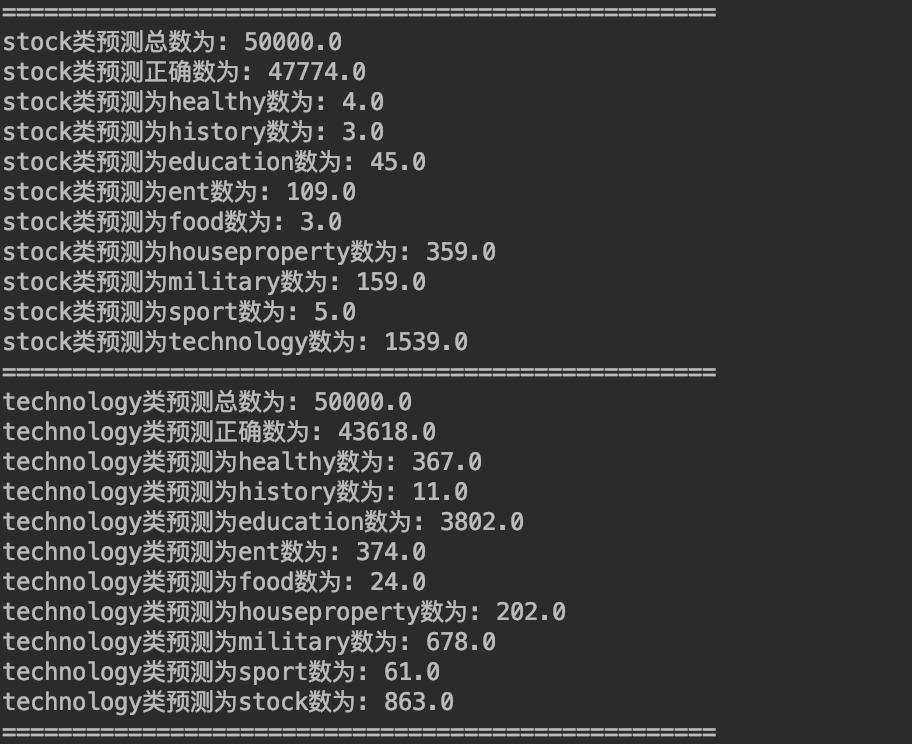 ===================================================
stock类预测总数为: 50000.0
stock类预测正确数为: 47774.0
stock类预测为healthy数为: 4.0
stock类预测为history数为: 3.0
stock类预测为education数为: 45.0
stock类预测为ent数为: 109.0
stock类预测为food数为: 3.0
stock类预测为houseproperty数为: 359.0
stock类预测为military数为: 159.0
stock类预测为sport数为: 5.0
stock类预测为technology数为: 1539.0
===================================================
technology类预测总数为: 50000.0
technology类预测正确数为: 43618.0
technology类预测为healthy数为: 367.0
technology类预测为history数为: 11.0
technology类预测为education数为: 3802.0
technology类预测为ent数为: 374.0
technology类预测为food数为: 24.0
technology类预测为houseproperty数为: 202.0
technology类预测为military数为: 678.0
technology类预测为sport数为: 61.0
technology类预测为stock数为: 863.0
===================================================